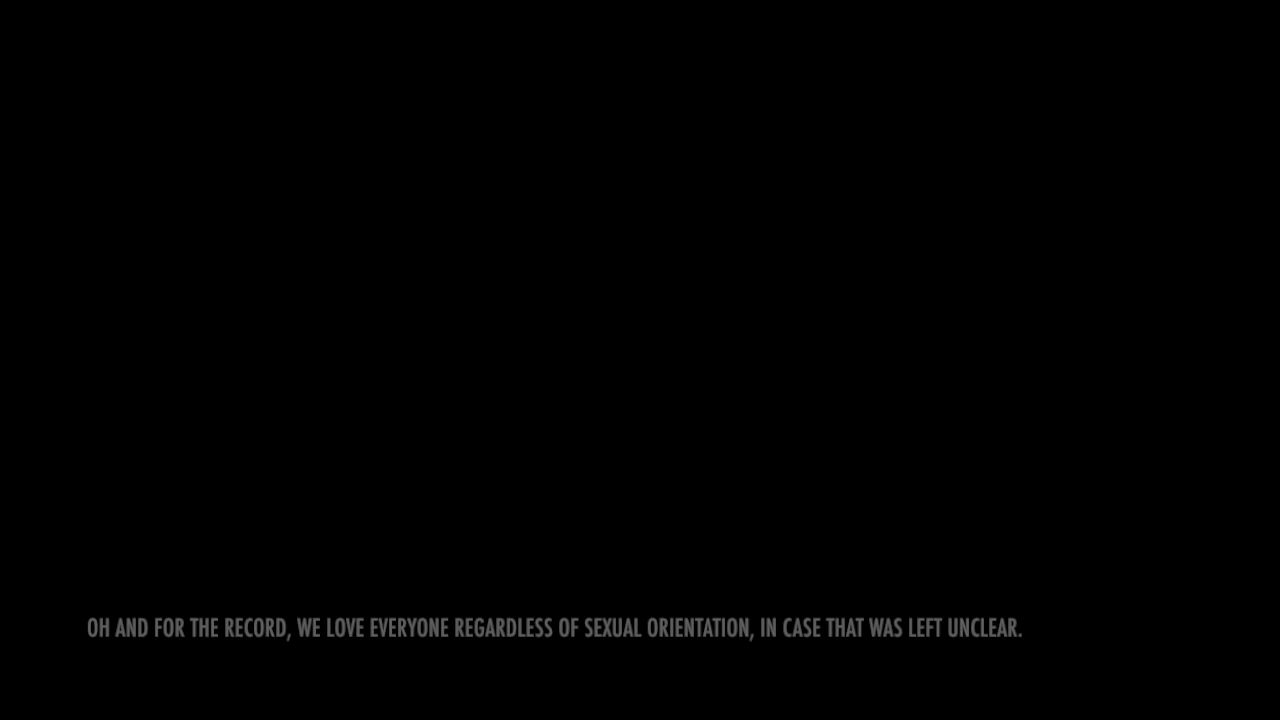 OH AND FOR THE RECORD, WE LOVE EVERYONE REGARDLESS OF SEXUAL ORIENTATION, IN CASE THAT WAS LEFT UNCLEAR.